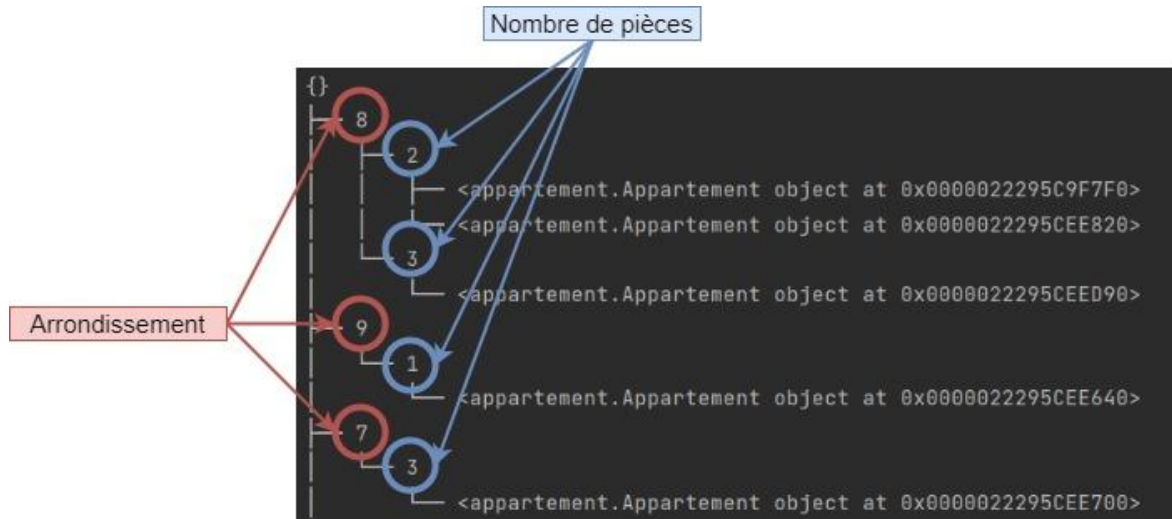 Nombre de pièces
{}
8
2
<appartement.Appartement object at 0x0000022295C9F7F0>
<appartement.Appartement object at 0x0000022295CEE820>
3
<appartement.Appartement object at 0x0000022295CEED90>
Arrondissement
9
1
<appartement.Appartement object at 0x0000022295CEE640>
7
3
<appartement.Appartement object at 0x0000022295CEE700>